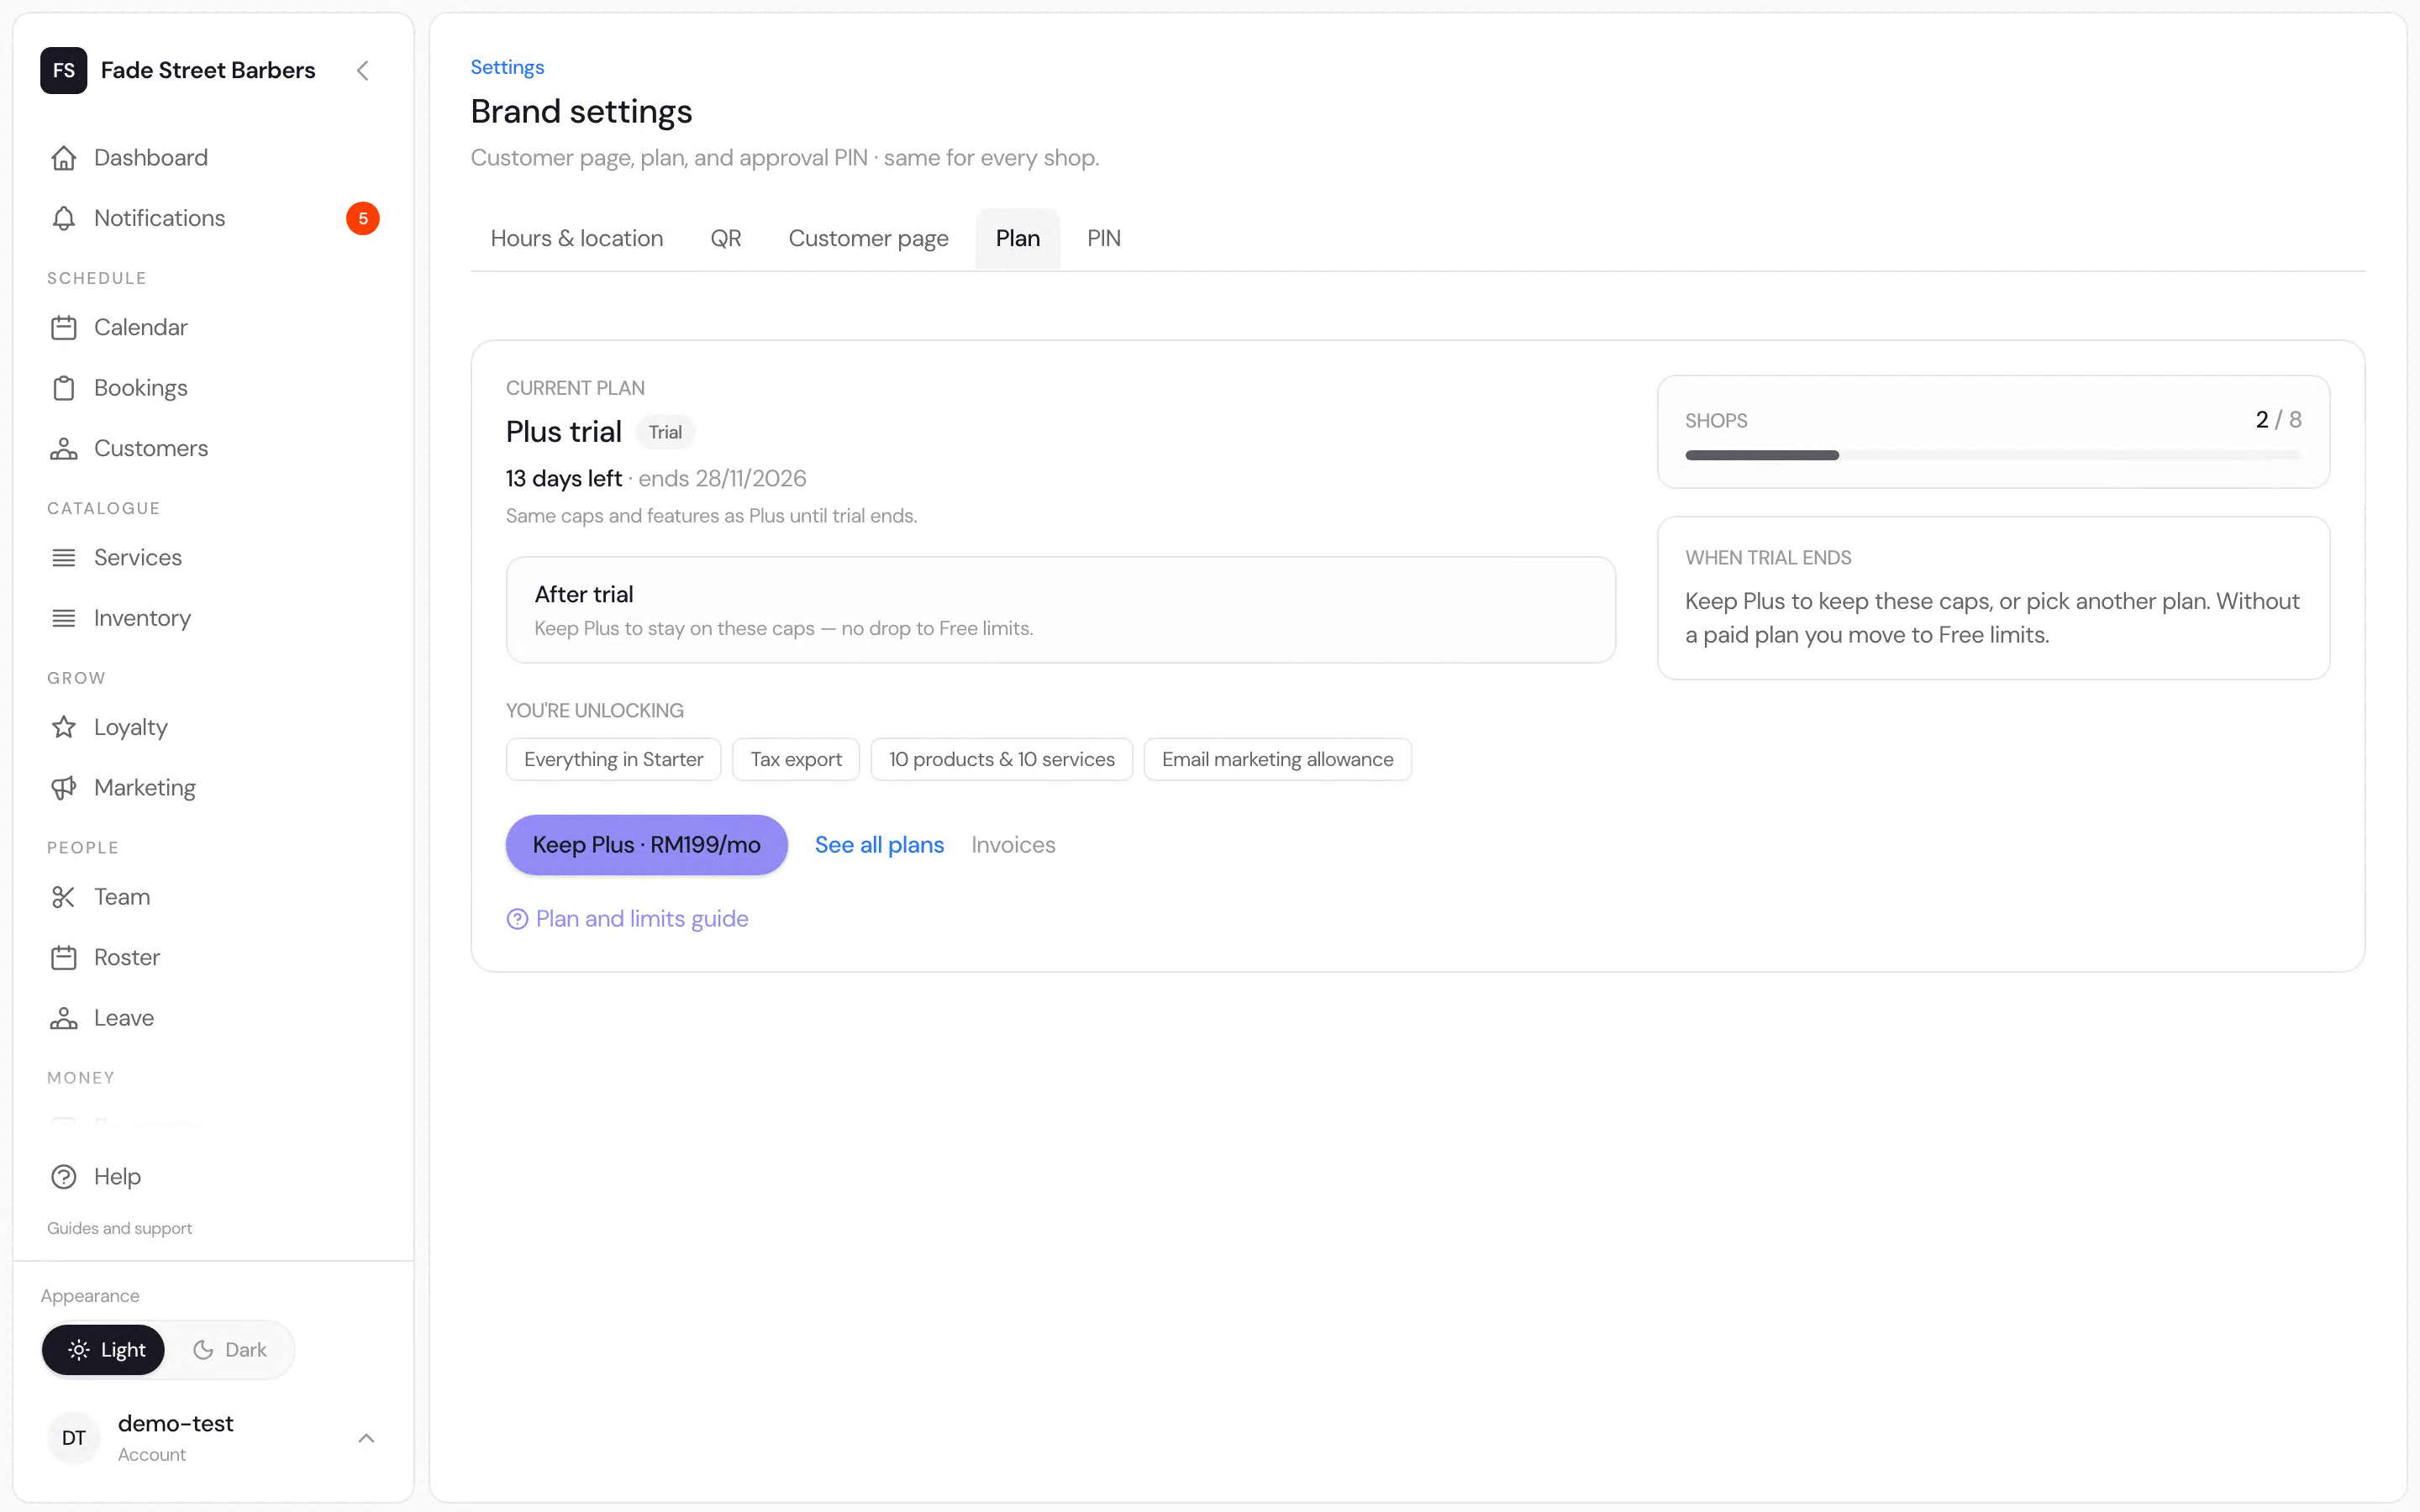 FS Fade Street Barbers
Dashboard
Notifications 5
SCHEDULE
Calendar
Bookings
Customers
CATALOGUE
Services
Inventory
GROW
Loyalty
Marketing
PEOPLE
Team
Roster
Leave
MONEY
Help
Guides and support
Appearance
Light Dark
DT demo-test
Account
Settings
Brand settings
Customer page, plan, and approval PIN · same for every shop.
Hours & location QR Customer page Plan PIN
CURRENT PLAN
Plus trial Trial
13 days left · ends 28/11/2026
Same caps and features as Plus until trial ends.
After trial
Keep Plus to stay on these caps — no drop to Free limits.
YOU'RE UNLOCKING
Everything in Starter Tax export 10 products & 10 services Email marketing allowance
Keep Plus · RM199/mo See all plans Invoices
Plan and limits guide
SHOPS 2 / 8
WHEN TRIAL ENDS
Keep Plus to keep these caps, or pick another plan. Without
a paid plan you move to Free limits.